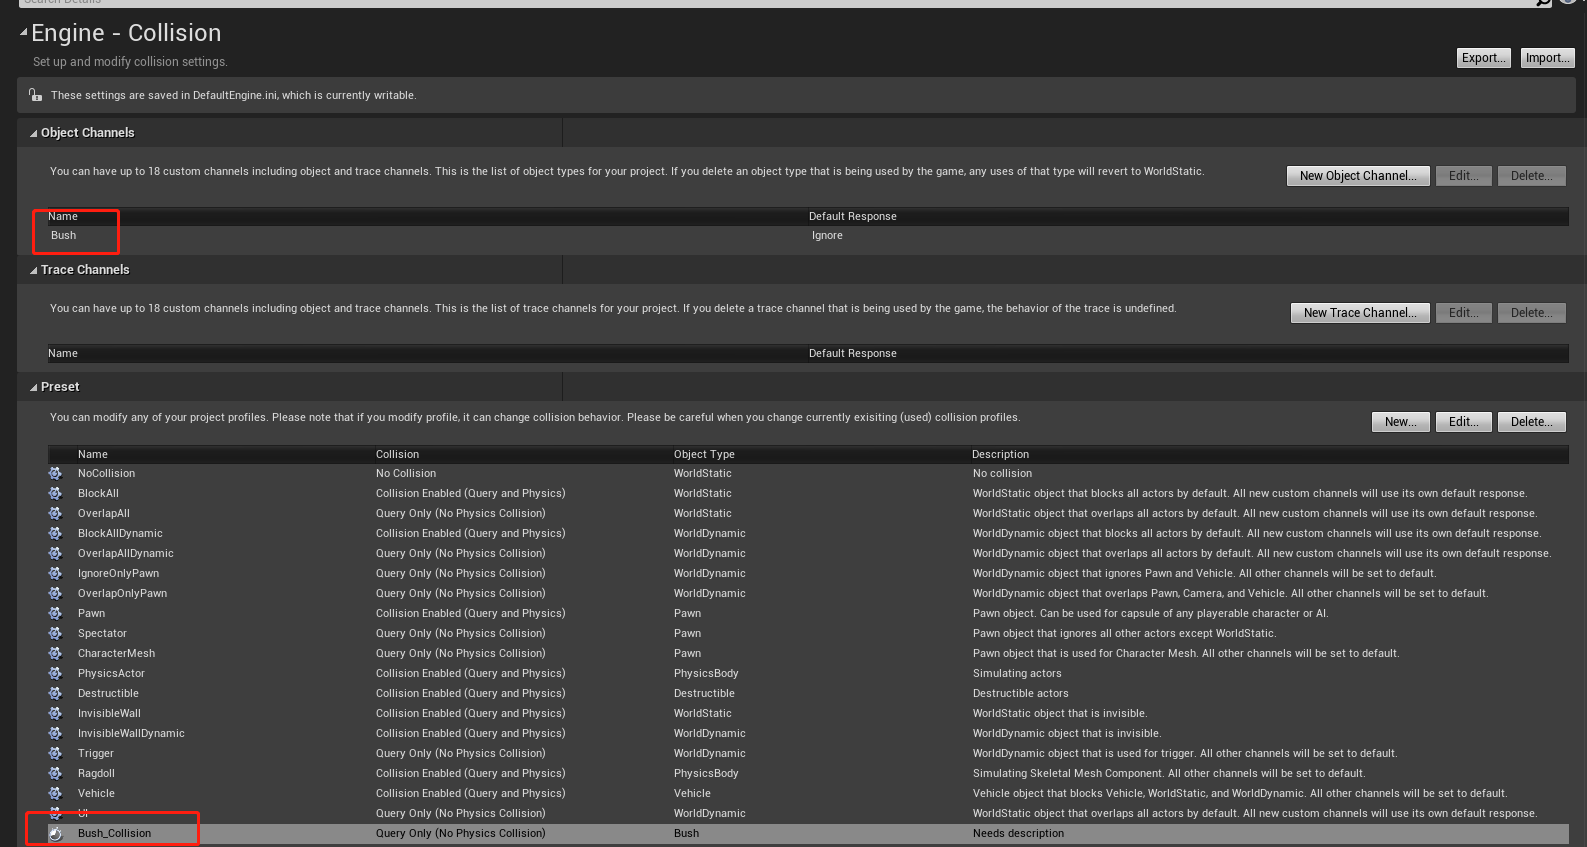 Search Details
Engine - Collision
Set up and modify collision settings.
Export... Import...
These settings are saved in DefaultEngine.ini, which is currently writable.
Object Channels
You can have up to 18 custom channels including object and trace channels. This is the list of object types for your project. If you delete an object type that is being used by the game, any uses of that type will revert to WorldStatic.
New Object Channel... Edit... Delete...
Name Default Response
Bush Ignore
Trace Channels
You can have up to 18 custom channels including object and trace channels. This is the list of trace channels for your project. If you delete a trace channel that is being used by the game, the behavior of the trace is undefined.
New Trace Channel... Edit... Delete...
Name Default Response
Preset
You can modify any of your project profiles. Please note that if you modify profile, it can change collision behavior. Please be careful when you change currently exisiting (used) collision profiles.
New... Edit... Delete...
Name Collision Object Type Description
NoCollision No Collision WorldStatic No collision
BlockAll Collision Enabled (Query and Physics) WorldStatic WorldStatic object that blocks all actors by default. All new custom channels will use its own default response.
OverlapAll Query Only (No Physics Collision) WorldStatic WorldStatic object that overlaps all actors by default. All new custom channels will use its own default response.
BlockAllDynamic Collision Enabled (Query and Physics) WorldDynamic WorldDynamic object that blocks all actors by default. All new custom channels will use its own default response.
OverlapAllDynamic Query Only (No Physics Collision) WorldDynamic WorldDynamic object that overlaps all actors by default. All new custom channels will use its own default response.
IgnoreOnlyPawn Query Only (No Physics Collision) WorldDynamic WorldDynamic object that ignores Pawn and Vehicle. All other channels will be set to default.
OverlapOnlyPawn Query Only (No Physics Collision) WorldDynamic WorldDynamic object that overlaps Pawn, Camera, and Vehicle. All other channels will be set to default.
Pawn Collision Enabled (Query and Physics) Pawn Pawn object. Can be used for capsule of any playerable character or AI.
Spectator Query Only (No Physics Collision) Pawn Pawn object that ignores all other actors except WorldStatic.
CharacterMesh Query Only (No Physics Collision) Pawn Pawn object that is used for Character Mesh. All other channels will be set to default.
PhysicsActor Collision Enabled (Query and Physics) PhysicsBody Simulating actors
Destructible Collision Enabled (Query and Physics) Destructible Destructible actors
InvisibleWall Collision Enabled (Query and Physics) WorldStatic WorldStatic object that is invisible.
InvisibleWallDynamic Collision Enabled (Query and Physics) WorldDynamic WorldDynamic object that is invisible.
Trigger Query Only (No Physics Collision) WorldDynamic WorldDynamic object that is used for trigger. All other channels will be set to default.
Ragdoll Collision Enabled (Query and Physics) PhysicsBody Simulating Skeletal Mesh Component. All other channels will be set to default.
Vehicle Collision Enabled (Query and Physics) Vehicle Vehicle object that blocks Vehicle, WorldStatic, and WorldDynamic. All other channels will be set to default.
UI Query Only (No Physics Collision) WorldDynamic WorldStatic object that overlaps all actors by default. All new custom channels will use its own default response.
Bush_Collision Query Only (No Physics Collision) Bush Needs description